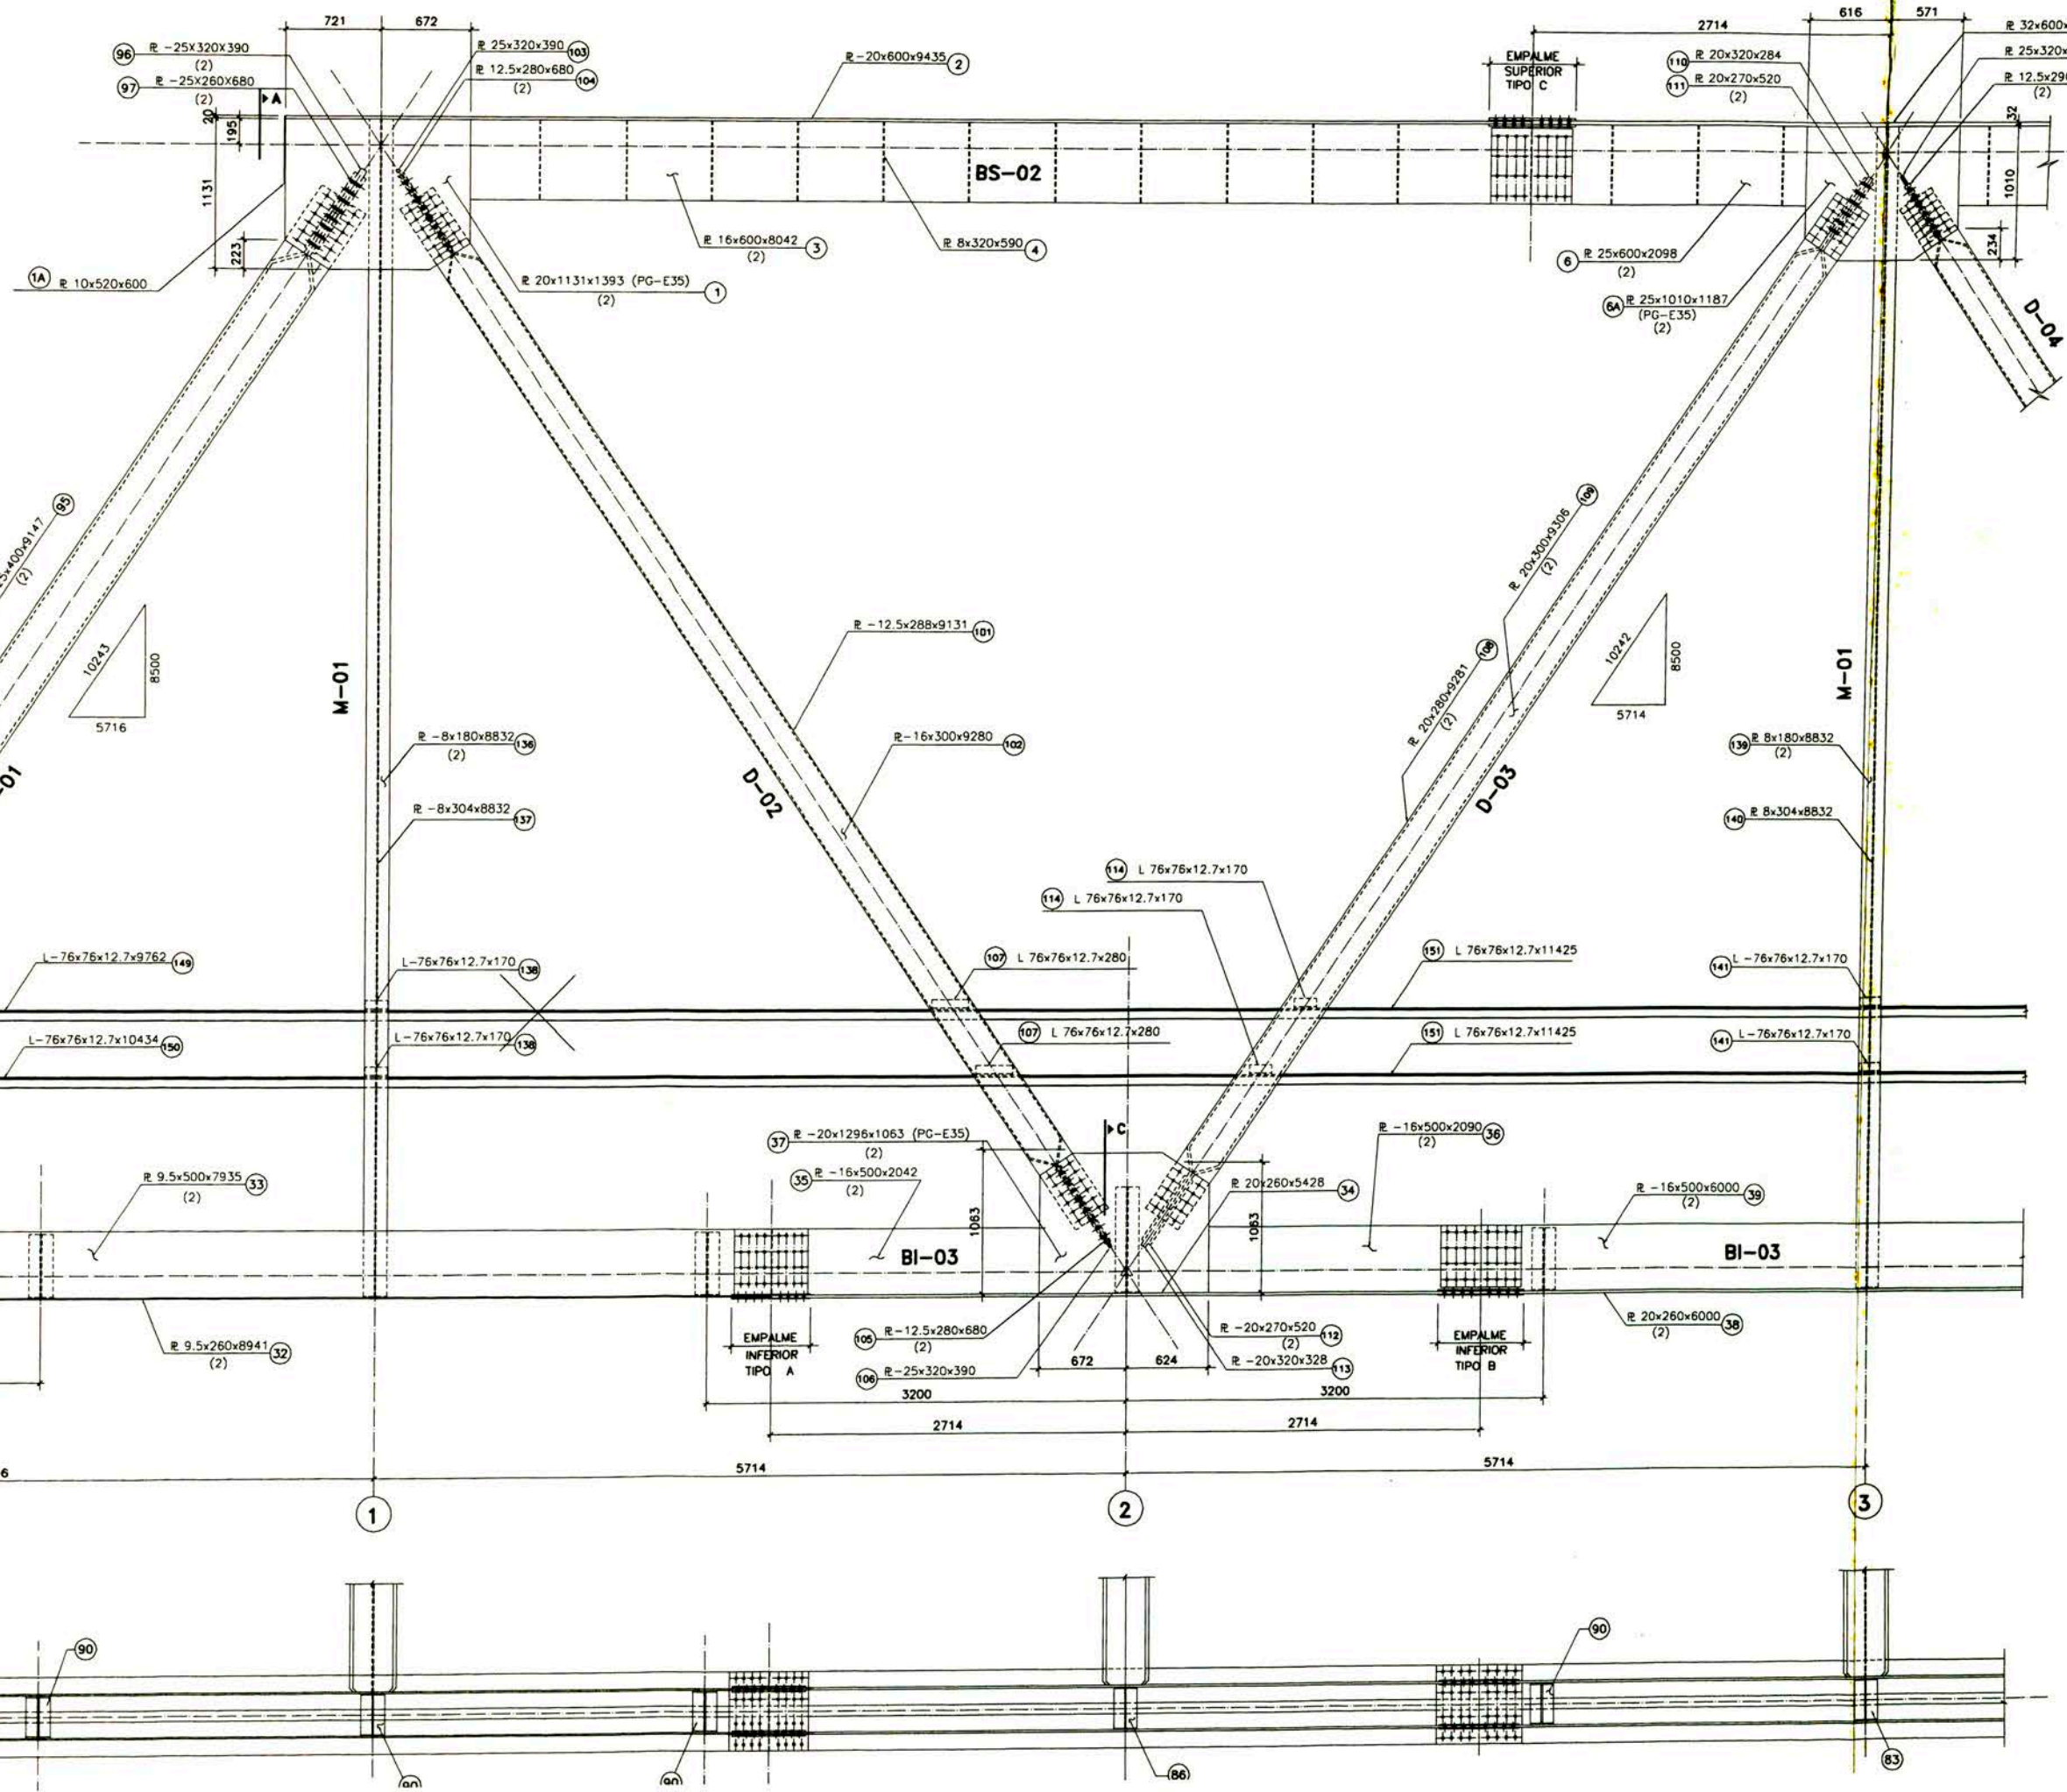 721
672
2714
616
571
96
PL -25X320X390
(2)
97
PL -25X260X680
(2)
A
PL 25x320x390
103
PL 12.5x280x680
104
(2)
PL-20x600x9435
2
EMPALME
SUPERIOR
TIPO C
110
PL 20x320x284
111
PL 20x270x520
(2)
PL 32x600x
PL 25x320x
PL 12.5x290
(2)
20
195
1131
223
32
1010
234
BS-02
PL 16x600x8042
3
(2)
PL 8x320x590
4
1A
PL 10x520x600
PL 20x1131x1393 (PG-E35)
1
(2)
6
PL 25x600x2098
(2)
6A
PL 25x1010x1187
(PG-E35)
(2)
D-04
5x400x9147
95
(2)
10243
8500
5716
M-01
PL -12.5x288x9131
101
PL -8x180x8832
136
(2)
PL-16x300x9280
102
PL -8x304x8832
137
D-02
-01
PL 20x300x9306
109
(2)
PL 20x280x9281
108
(2)
D-03
10242
8500
5714
M-01
139
PL 8x180x8832
(2)
140
PL 8x304x8832
114
L 76x76x12.7x170
114
L 76x76x12.7x170
L-76x76x12.7x9762
149
L-76x76x12.7x170
138
107
L 76x76x12.7x280
151
L 76x76x12.7x11425
141
L -76x76x12.7x170
L-76x76x12.7x10434
150
L-76x76x12.7x170
138
107
L 76x76x12.7x280
151
L 76x76x12.7x11425
141
L-76x76x12.7x170
37
PL -20x1296x1063 (PG-E35)
(2)
C
PL -16x500x2090
36
(2)
PL 9.5x500x7935
33
(2)
35
PL -16x500x2042
(2)
PL 20x260x5428
34
PL -16x500x6000
39
(2)
1063
1063
BI-03
BI-03
PL 9.5x260x8941
32
(2)
EMPALME
INFERIOR
TIPO A
105
PL-12.5x280x680
(2)
106
PL-25x320x390
PL -20x270x520
112
(2)
PL -20x320x328
113
EMPALME
INFERIOR
TIPO B
PL 20x260x6000
38
(2)
672
624
3200
3200
2714
2714
6
5714
5714
1
2
3
90
90
90
90
86
90
83